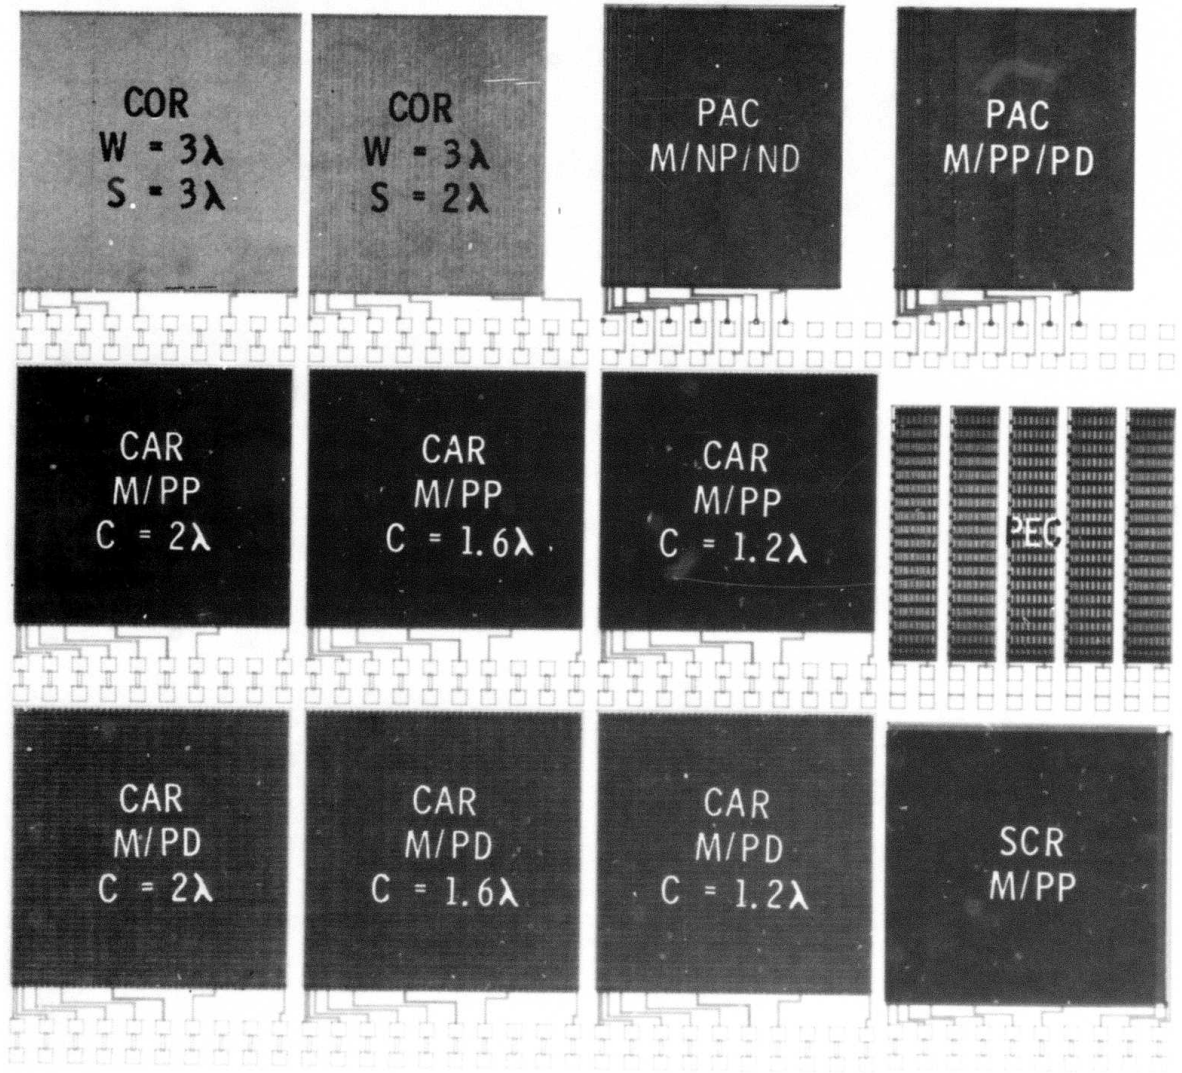 COR
W = 3λ
S = 3λ
COR
W = 3λ
S = 2λ
PAC
M/NP/ND
PAC
M/PP/PD
CAR
M/PP
C = 2λ
CAR
M/PP
C = 1.6λ
CAR
M/PP
C = 1.2λ
PEC
CAR
M/PD
C = 2λ
CAR
M/PD
C = 1.6λ
CAR
M/PD
C = 1.2λ
SCR
M/PP